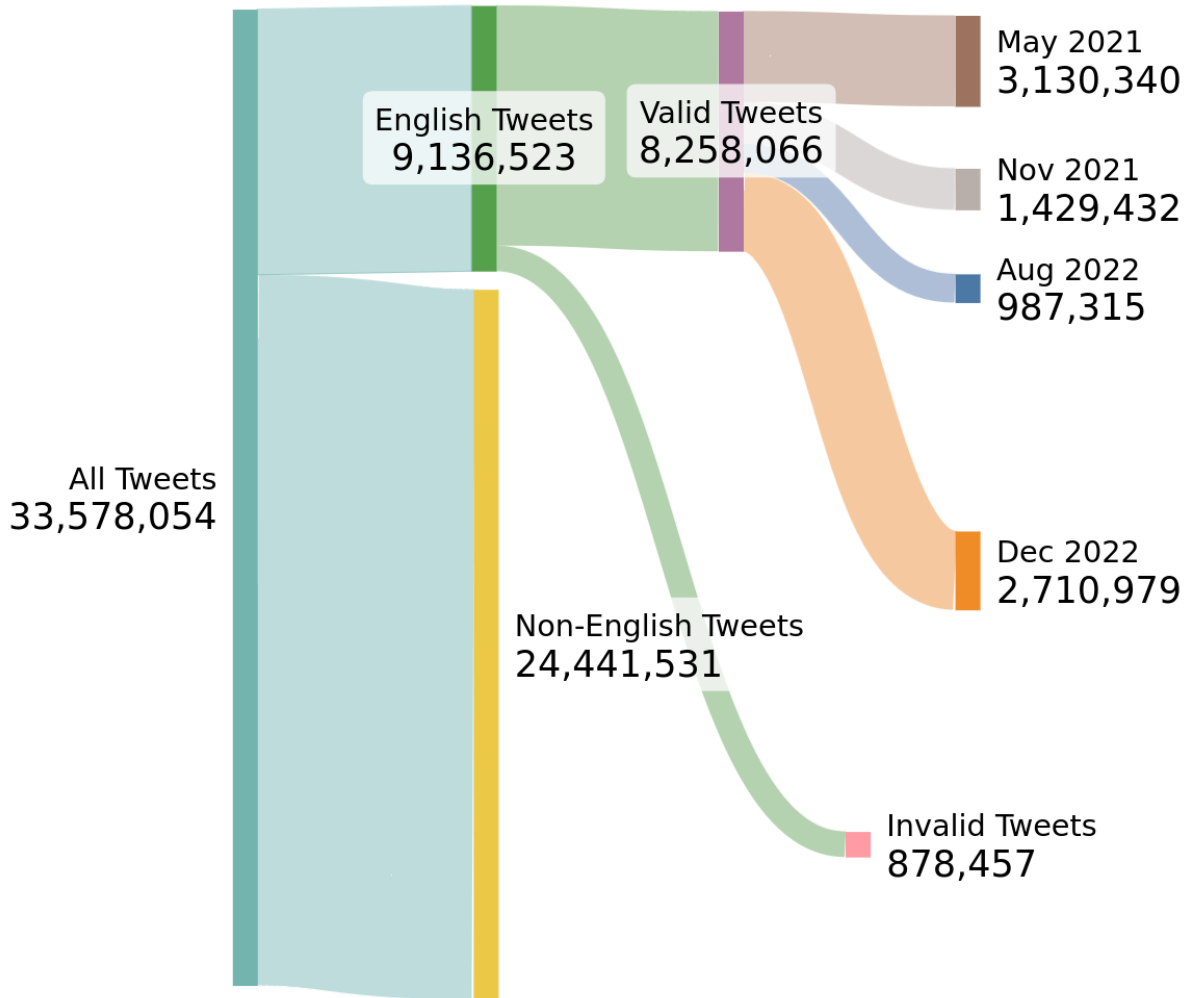 All Tweets
33,578,054
English Tweets
9,136,523
Non-English Tweets
24,441,531
Valid Tweets
8,258,066
Invalid Tweets
878,457
May 2021
3,130,340
Nov 2021
1,429,432
Aug 2022
987,315
Dec 2022
2,710,979